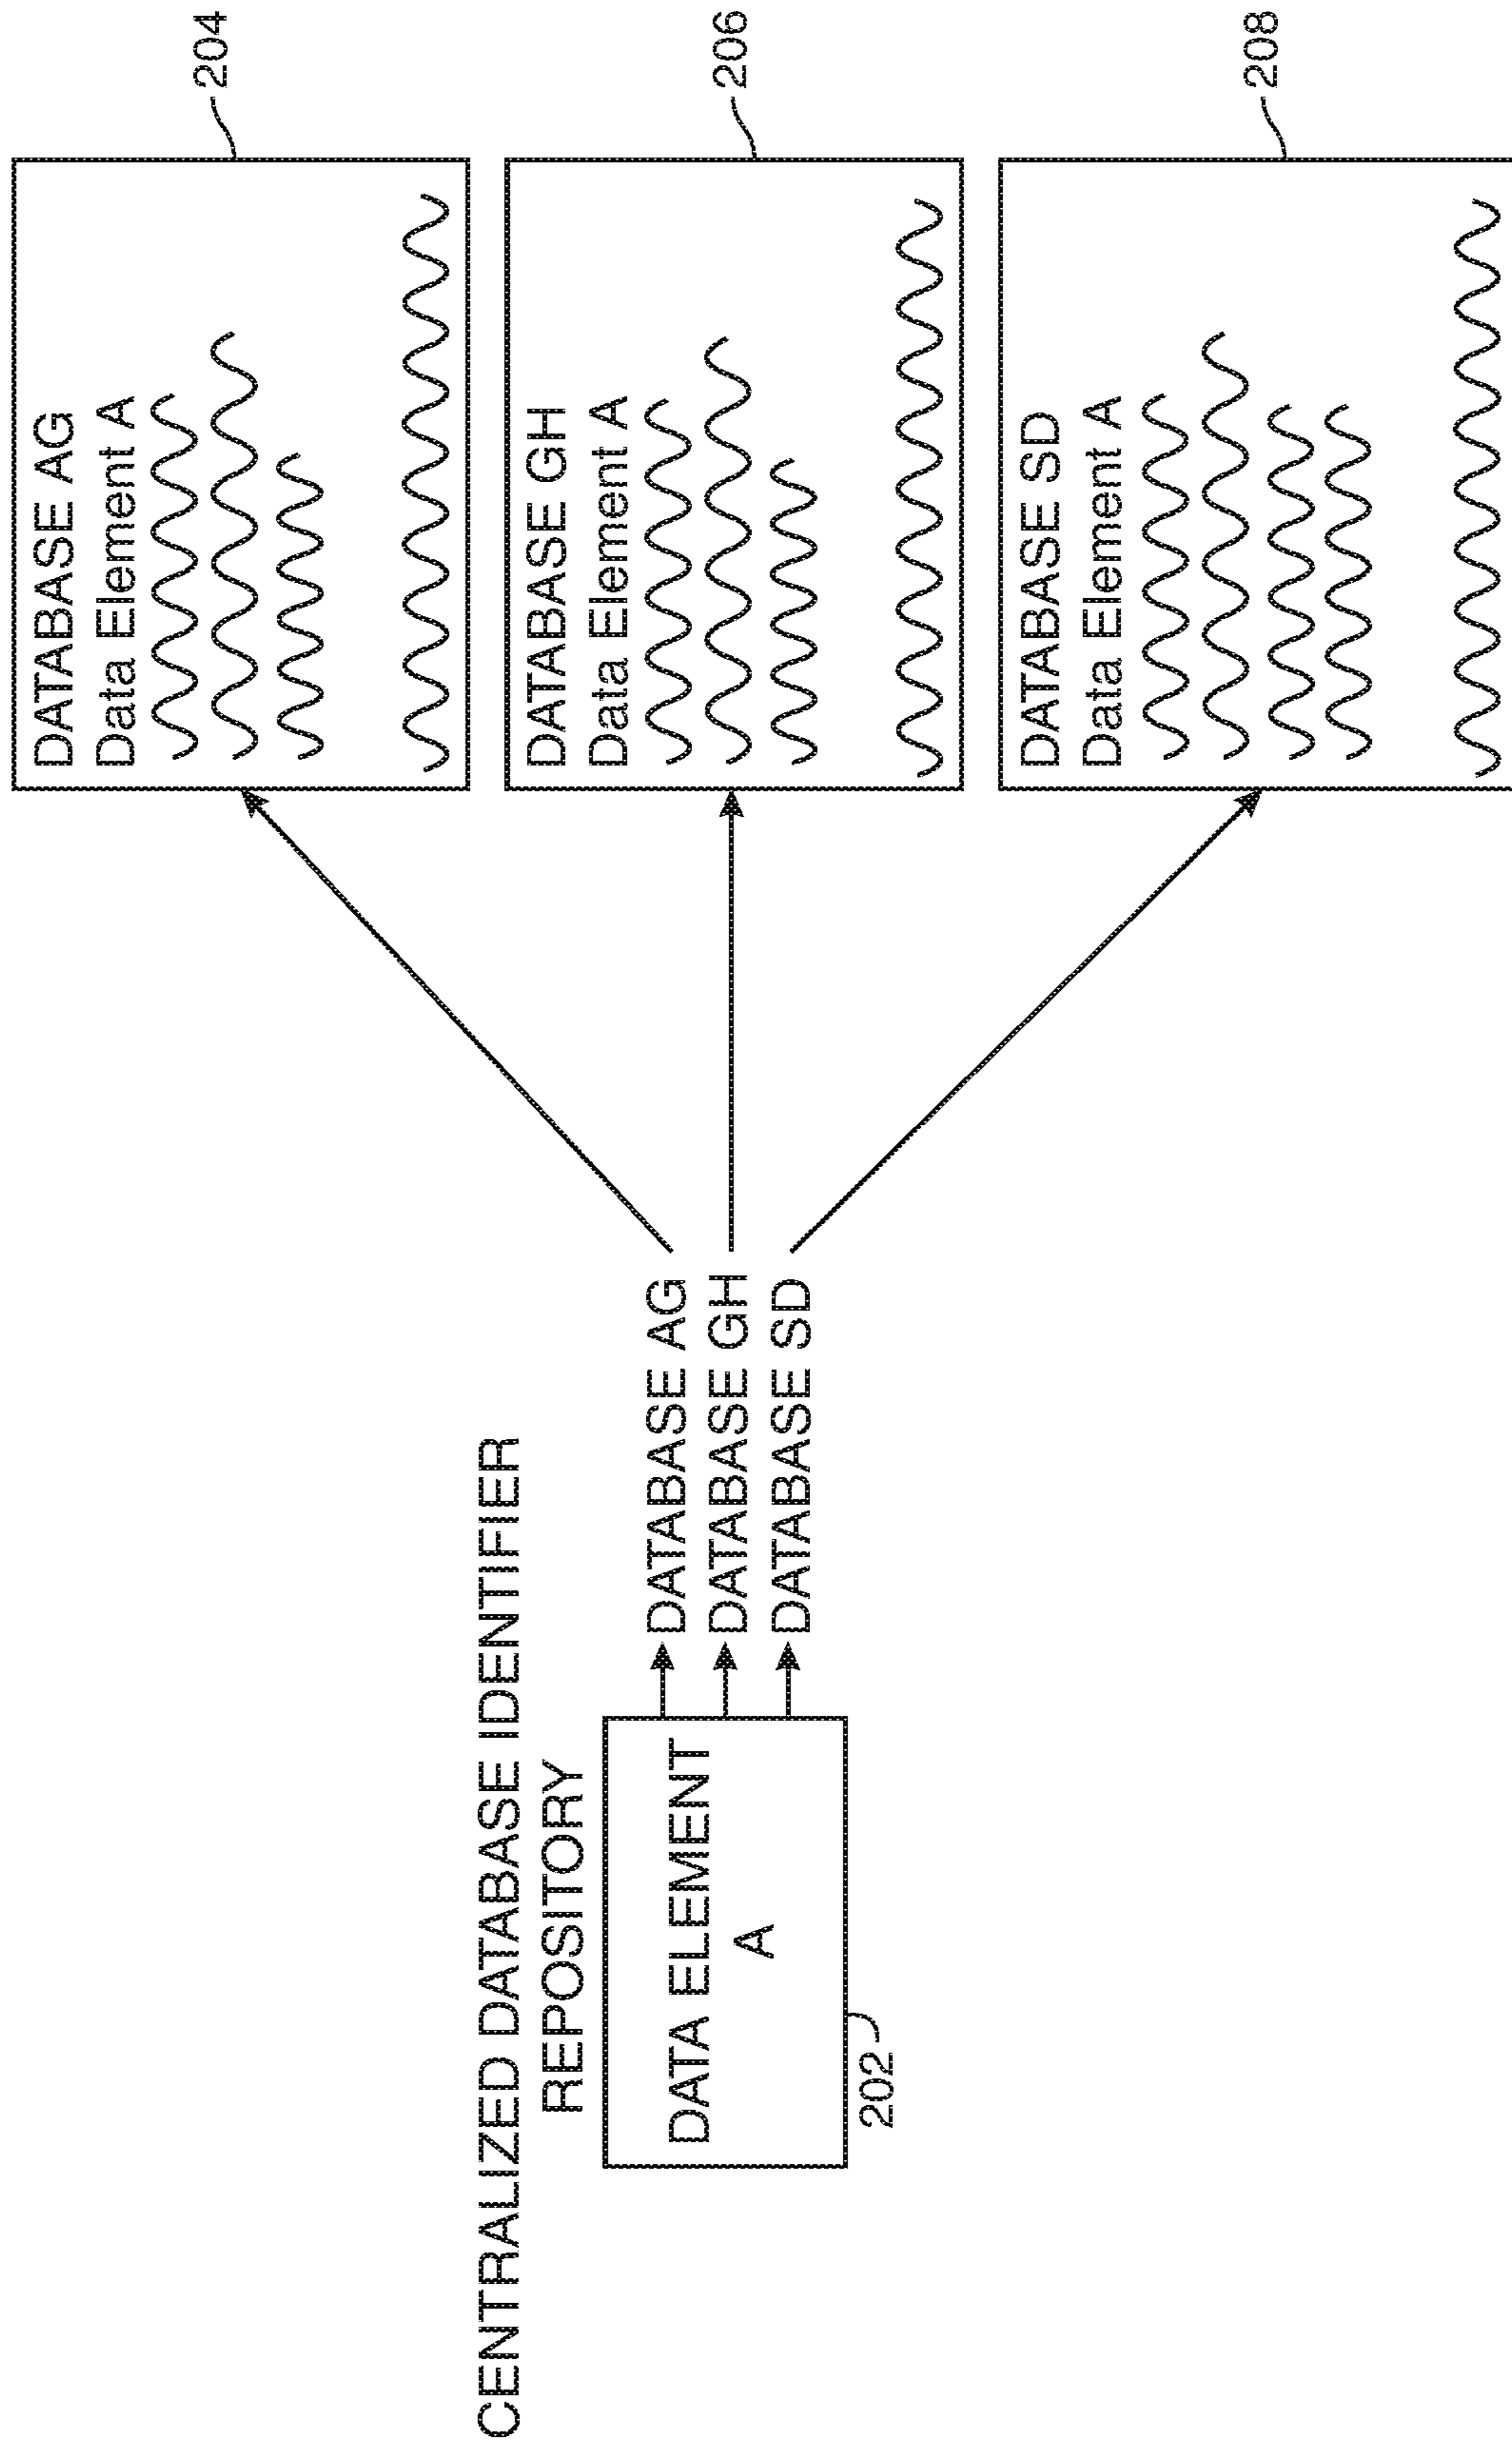 CENTRALIZED DATABASE IDENTIFIER
REPOSITORY
DATA ELEMENT
A
202
DATABASE AG
DATABASE GH
DATABASE SD
DATABASE AG
Data Element A
204
DATABASE GH
Data Element A
206
DATABASE SD
Data Element A
208